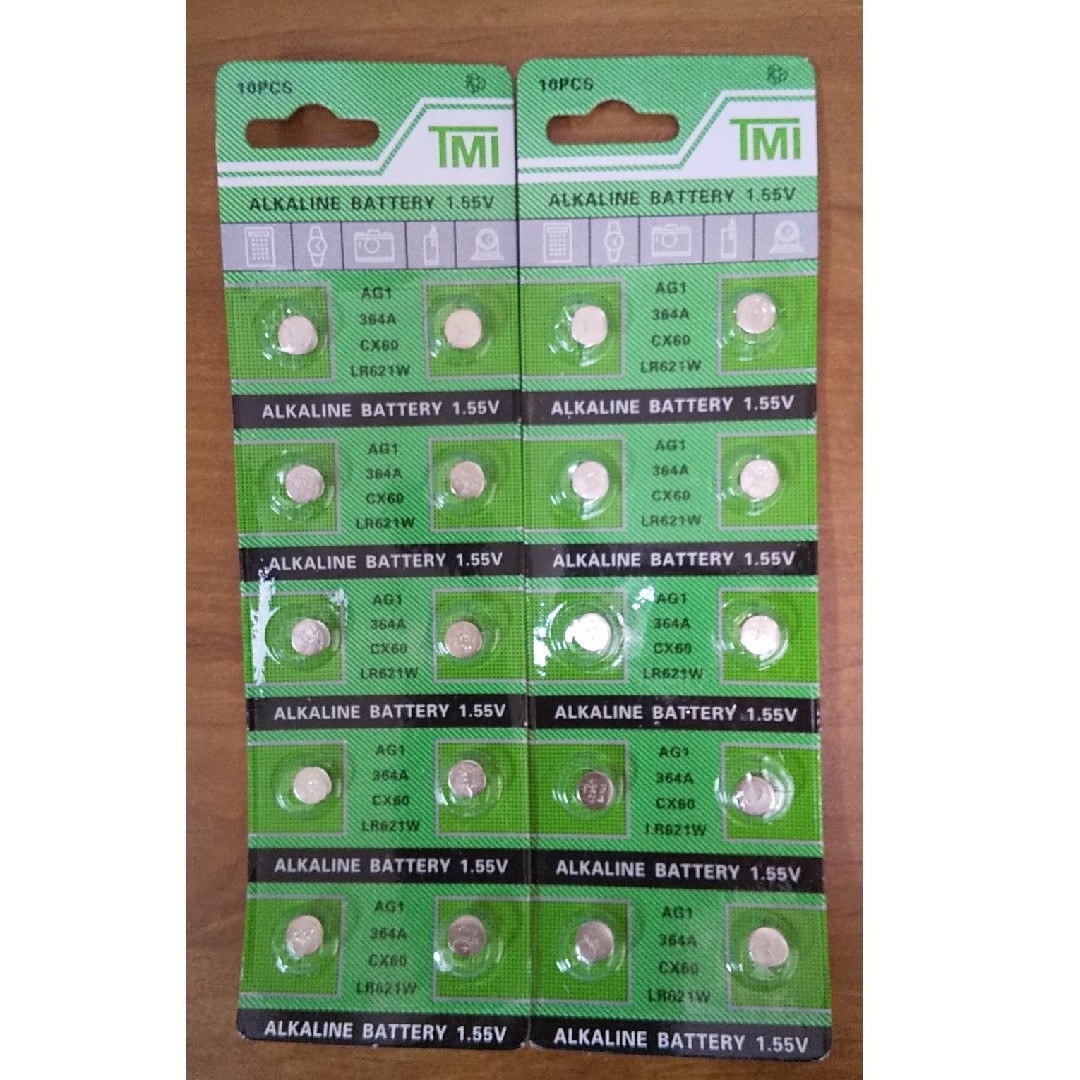 10PCS
TMI
ALKALINE BATTERY 1.55V
AG1
364A
CX60
LR621W
ALKALINE BATTERY 1.55V
AG1
364A
CX60
LR621W
ALKALINE BATTERY 1.55V
AG1
364A
CX60
LR621W
ALKALINE BATTERY 1.55V
AG1
364A
CX60
LR621W
ALKALINE BATTERY 1.55V
AG1
364A
CX60
LR621W
ALKALINE BATTERY 1.55V
10PCS
TMI
ALKALINE BATTERY 1.55V
AG1
364A
CX60
LR621W
ALKALINE BATTERY 1.55V
AG1
364A
CX60
LR621W
ALKALINE BATTERY 1.55V
AG1
364A
CX60
LR621W
ALKALINE BATTERY 1.55V
AG1
364A
CX60
LR621W
ALKALINE BATTERY 1.55V
AG1
364A
CX60
LR621W
ALKALINE BATTERY 1.55V